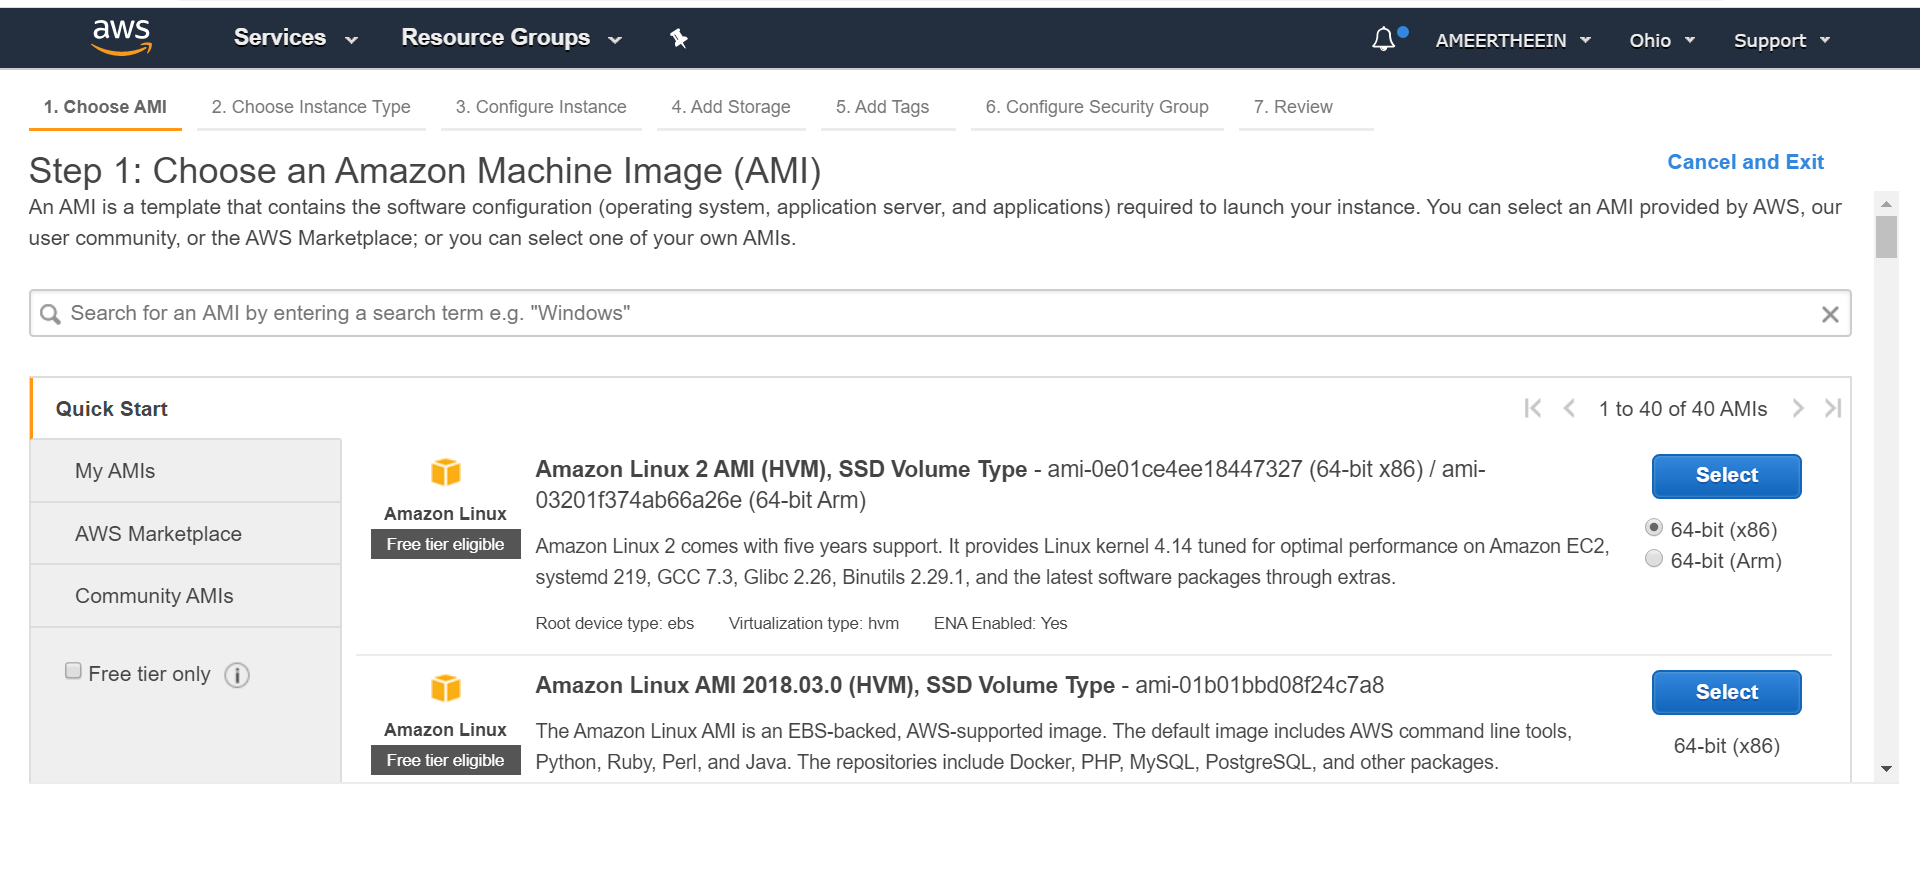 aws Services Resource Groups AMEERTHEEIN Ohio Support
1. Choose AMI 2. Choose Instance Type 3. Configure Instance 4. Add Storage 5. Add Tags 6. Configure Security Group 7. Review
Step 1: Choose an Amazon Machine Image (AMI)
Cancel and Exit
An AMI is a template that contains the software configuration (operating system, application server, and applications) required to launch your instance. You can select an AMI provided by AWS, our
user community, or the AWS Marketplace; or you can select one of your own AMIs.
Search for an AMI by entering a search term e.g. "Windows"
Quick Start
My AMIs
AWS Marketplace
Community AMIs
Free tier only
1 to 40 of 40 AMIs
Amazon Linux
Free tier eligible
Amazon Linux 2 AMI (HVM), SSD Volume Type - ami-0e01ce4ee18447327 (64-bit x86) / ami-
03201f374ab66a26e (64-bit Arm)
Amazon Linux 2 comes with five years support. It provides Linux kernel 4.14 tuned for optimal performance on Amazon EC2,
systemd 219, GCC 7.3, Glibc 2.26, Binutils 2.29.1, and the latest software packages through extras.
Root device type: ebs Virtualization type: hvm ENA Enabled: Yes
Select
64-bit (x86)
64-bit (Arm)
Amazon Linux
Free tier eligible
Amazon Linux AMI 2018.03.0 (HVM), SSD Volume Type - ami-01b01bbd08f24c7a8
The Amazon Linux AMI is an EBS-backed, AWS-supported image. The default image includes AWS command line tools,
Python, Ruby, Perl, and Java. The repositories include Docker, PHP, MySQL, PostgreSQL, and other packages.
Select
64-bit (x86)